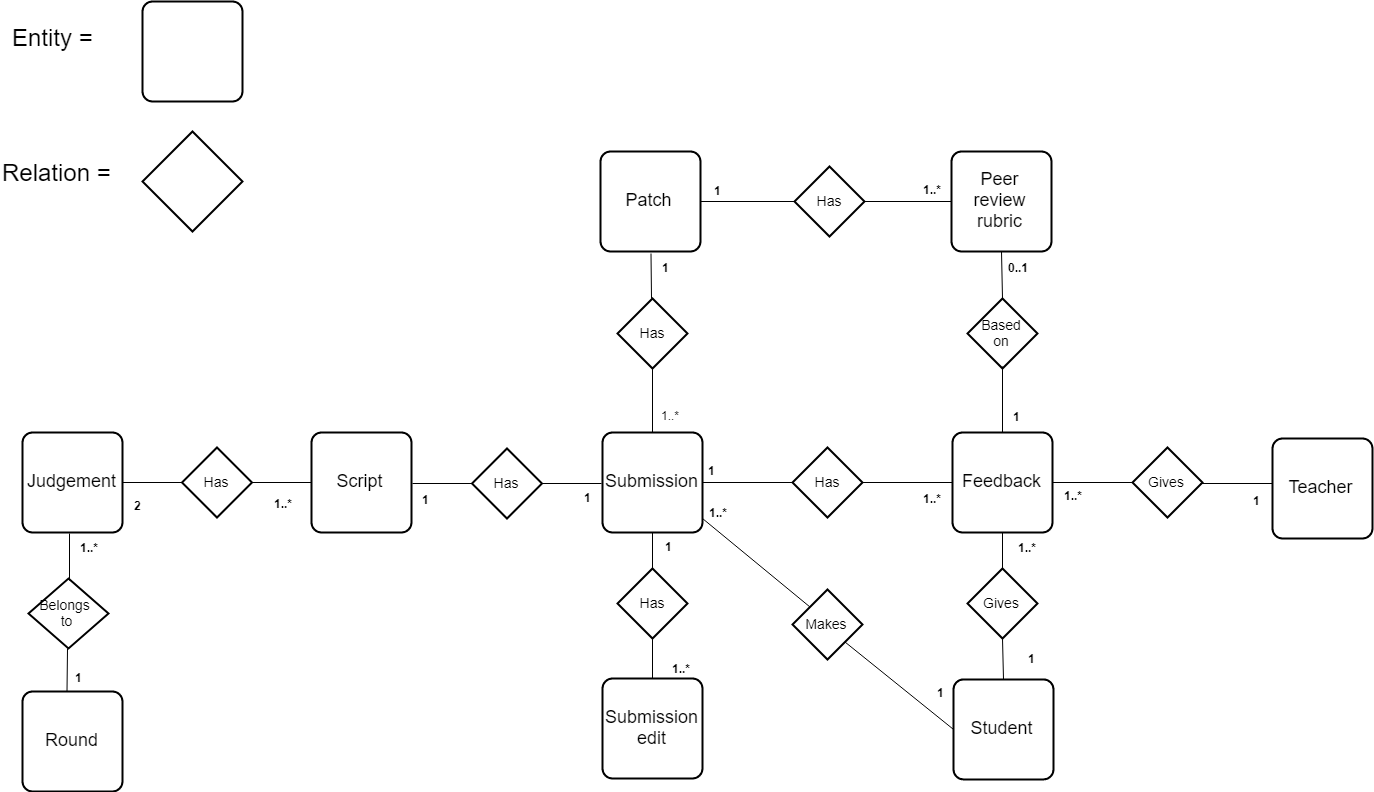 Entity =
Relation =
Patch
1
Has
1..*
Peer
review
rubric
1
0..1
Has
Based
on
1..*
1
Judgement
2
Has
1..*
Script
1
Has
1
Submission
1
1..*
Has
1..*
Feedback
1..*
Gives
1
Teacher
1..*
1
1..*
Belongs
to
Has
Makes
Gives
1
1..*
1
1
Round
Submission
edit
Student